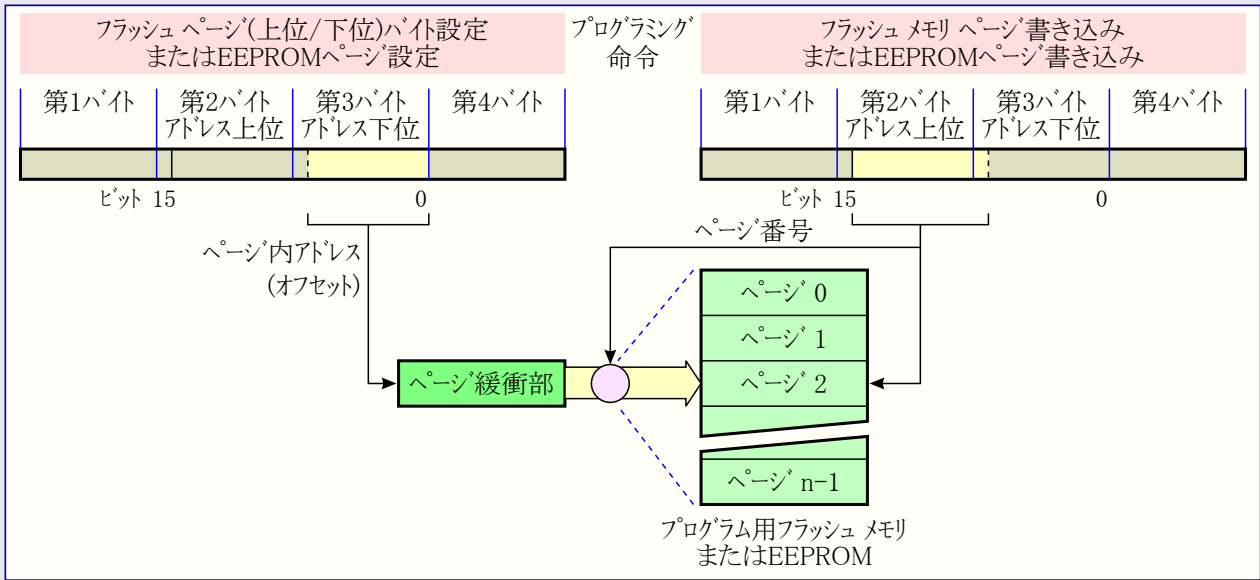 フラッシュ ページ(上位/下位)バイト設定
またはEEPROMページ設定
プログラミング
命令
フラッシュ メモリ ページ書き込み
またはEEPROMページ書き込み
第1バイト
第2バイト
アドレス上位
第3バイト
アドレス下位
第4バイト
第1バイト
第2バイト
アドレス上位
第3バイト
アドレス下位
第4バイト
ビット 15
0
ビット 15
0
ページ内アドレス
(オフセット)
ページ番号
ページ 0
ページ 1
ページ緩衝部
ページ 2
ページ n-1
プログラム用フラッシュ メモリ
またはEEPROM